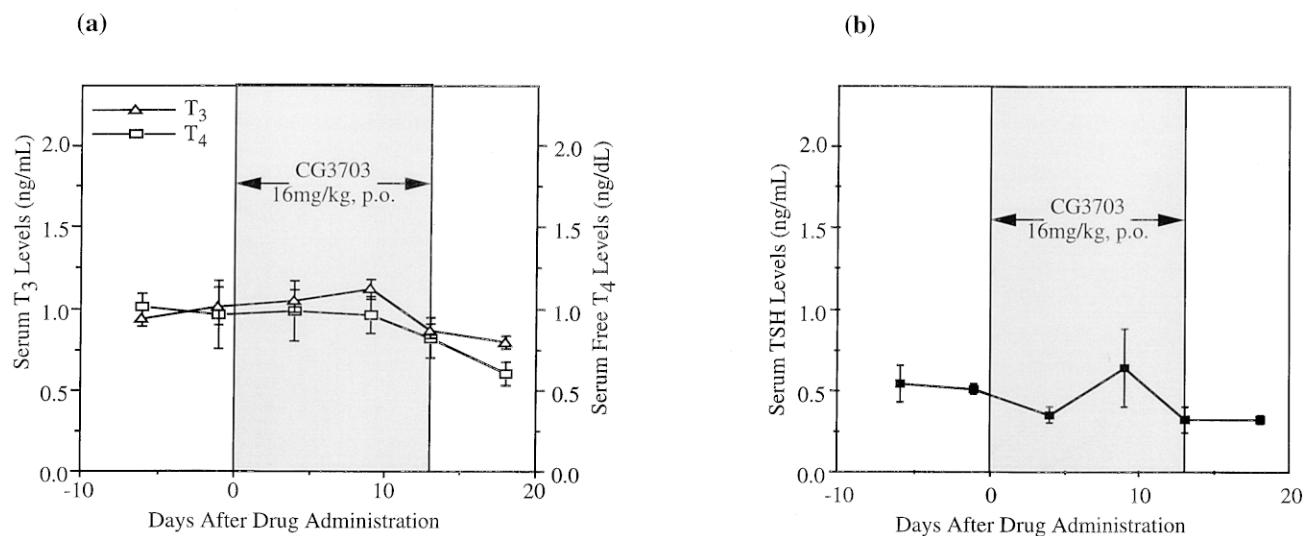 (a)
Serum T3 Levels (ng/mL)
2.0
1.5
1.0
0.5
0.0
T3
T4
CG3703
16mg/kg, p.o.
2.0
1.5
1.0
0.5
0.0
Serum Free T4 Levels (ng/dL)
-10
0
10
20
Days After Drug Administration
(b)
Serum TSH Levels (ng/mL)
2.0
1.5
1.0
0.5
0.0
CG3703
16mg/kg, p.o.
-10
0
10
20
Days After Drug Administration